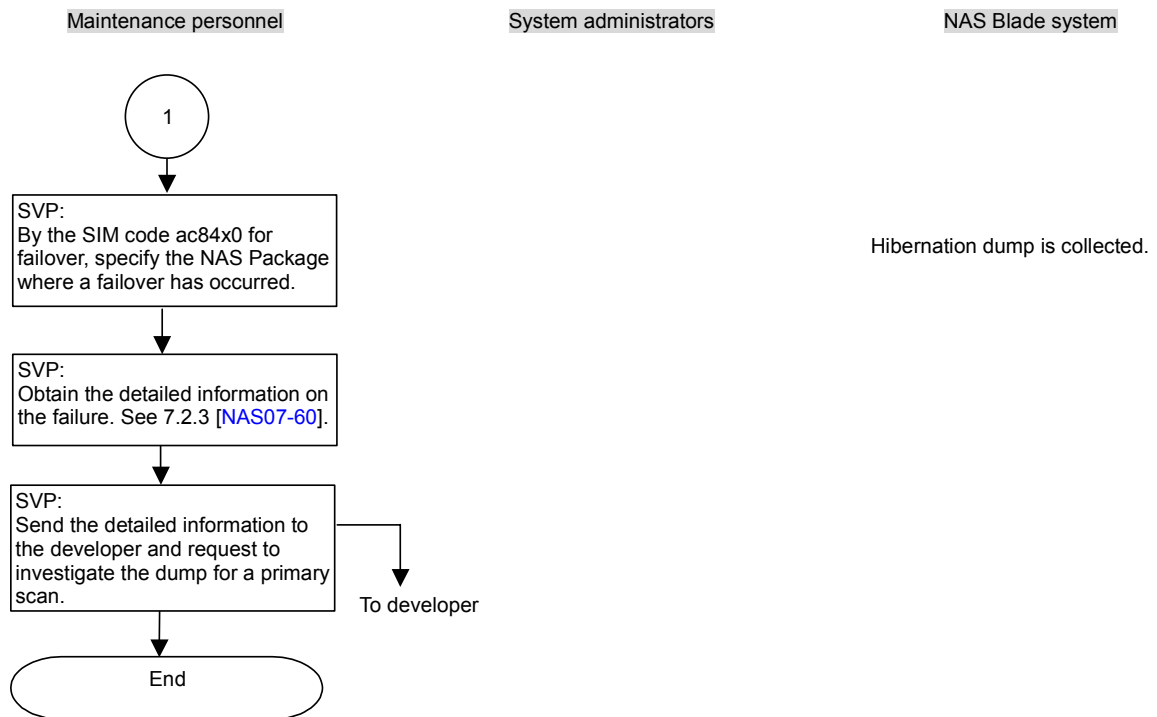 Maintenance personnel
System administrators
NAS Blade system
1
SVP:
By the SIM code ac84x0 for
failover, specify the NAS Package
where a failover has occurred.
Hibernation dump is collected.
SVP:
Obtain the detailed information on
the failure. See 7.2.3 [NAS07-60].
SVP:
Send the detailed information to
the developer and request to
investigate the dump for a primary
scan.
To developer
End